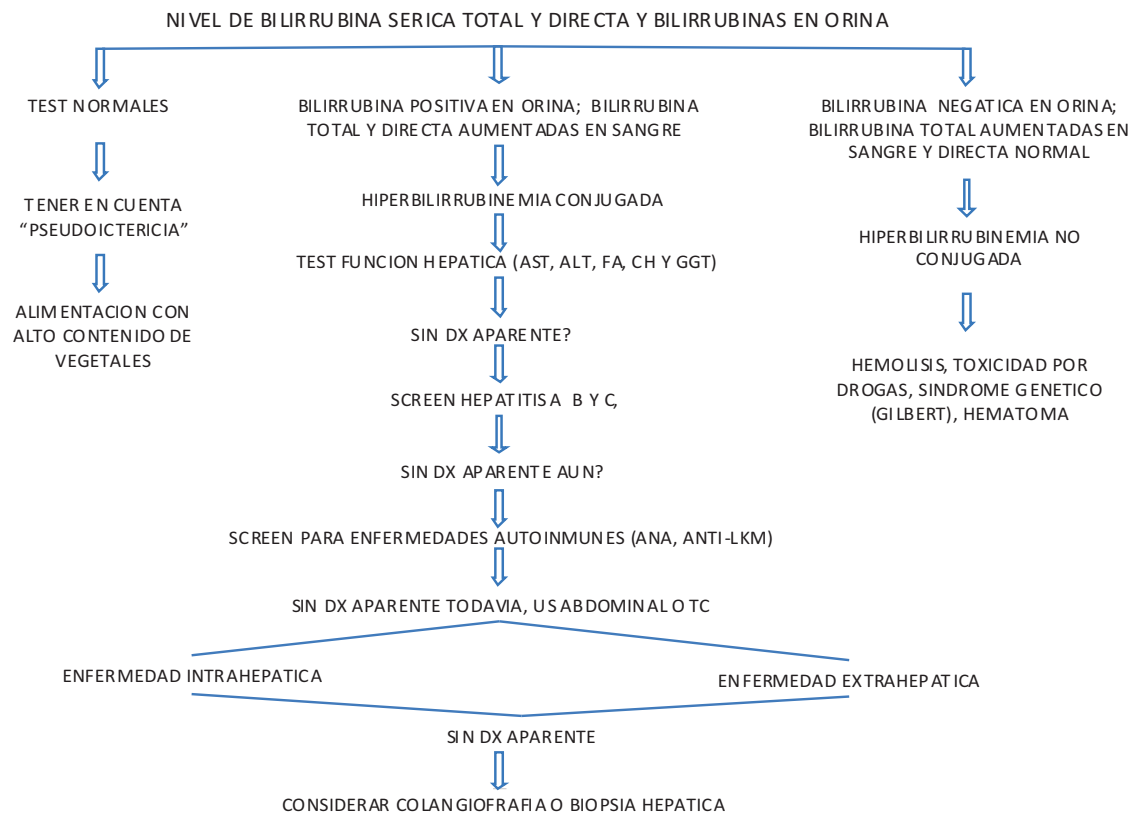 NIVEL DE BILIRRUBINA SERICA TOTAL Y DIRECTA Y BILIRRUBINAS EN ORINA
TEST NORMALES
TENER EN CUENTA
“PSEUDOICTERICIA”
ALIMENTACION CON
ALTO CONTENIDO DE
VEGETALES
BILIRRUBINA POSITIVA EN ORINA; BILIRRUBINA
TOTAL Y DIRECTA AUMENTADAS EN SANGRE
HIPERBILIRRUBINEMIA CONJUGADA
TEST FUNCION HEPATICA (AST, ALT, FA, CH Y GGT)
SIN DX APARENTE?
SCREEN HEPATITIS A B Y C,
SIN DX APARENTE AUN?
SCREEN PARA ENFERMEDADES AUTOINMUNES (ANA, ANTI-LKM)
SIN DX APARENTE TODAVIA, US ABDOMINAL O TC
ENFERMEDAD INTRAHEPATICA
ENFERMEDAD EXTRAHEPATICA
SIN DX APARENTE
CONSIDERAR COLANGIOFRAFIA O BIOPSIA HEPATICA
BILIRRUBINA NEGATICA EN ORINA;
BILIRRUBINA TOTAL AUMENTADAS EN
SANGRE Y DIRECTA NORMAL
HIPERBILIRRUBINEMIA NO
CONJUGADA
HEMOLISIS, TOXICIDAD POR
DROGAS, SINDROME GENETICO
(GILBERT), HEMATOMA